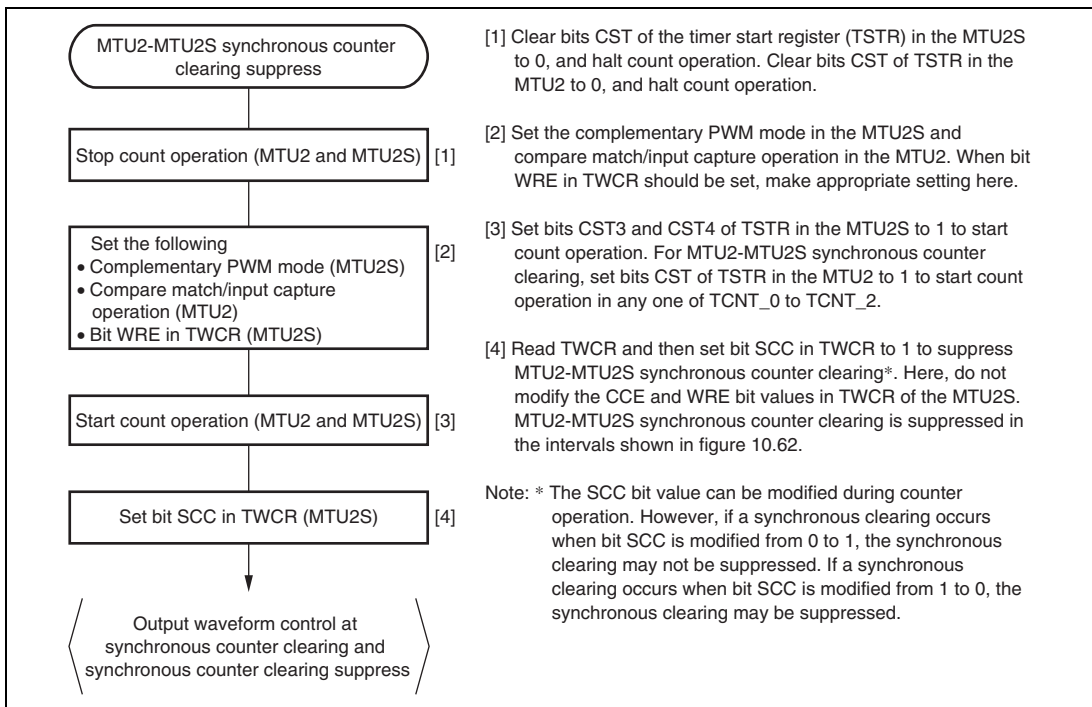 MTU2-MTU2S synchronous counter
clearing suppress
Stop count operation (MTU2 and MTU2S)
[1]
Set the following
• Complementary PWM mode (MTU2S)
• Compare match/input capture
operation (MTU2)
• Bit WRE in TWCR (MTU2S)
[2]
Start count operation (MTU2 and MTU2S)
[3]
Set bit SCC in TWCR (MTU2S)
[4]
Output waveform control at
synchronous counter clearing and
synchronous counter clearing suppress
[1] Clear bits CST of the timer start register (TSTR) in the MTU2S
to 0, and halt count operation. Clear bits CST of TSTR in the
MTU2 to 0, and halt count operation.
[2] Set the complementary PWM mode in the MTU2S and
compare match/input capture operation in the MTU2. When bit
WRE in TWCR should be set, make appropriate setting here.
[3] Set bits CST3 and CST4 of TSTR in the MTU2S to 1 to start
count operation. For MTU2-MTU2S synchronous counter
clearing, set bits CST of TSTR in the MTU2 to 1 to start count
operation in any one of TCNT_0 to TCNT_2.
[4] Read TWCR and then set bit SCC in TWCR to 1 to suppress
MTU2-MTU2S synchronous counter clearing*. Here, do not
modify the CCE and WRE bit values in TWCR of the MTU2S.
MTU2-MTU2S synchronous counter clearing is suppressed in
the intervals shown in figure 10.62.
Note: * The SCC bit value can be modified during counter
operation. However, if a synchronous clearing occurs
when bit SCC is modified from 0 to 1, the synchronous
clearing may not be suppressed. If a synchronous
clearing occurs when bit SCC is modified from 1 to 0, the
synchronous clearing may be suppressed.